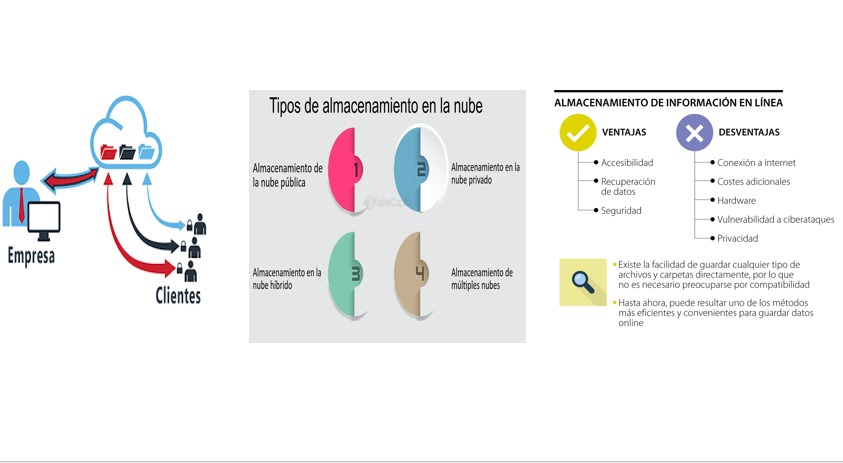 Empresa
Clientes
Tipos de almacenamiento en la nube
Almacenamiento de
la nube pública
1
2
Almacenamiento en la
nube privado
Almacenamiento en la
nube híbrido
3
4
Almacenamiento de
múltiples nubes
ALMACENAMIENTO DE INFORMACIÓN EN LÍNEA
VENTAJAS
Accesibilidad
Recuperación
de datos
Seguridad
DESVENTAJAS
Conexión a internet
Costes adicionales
Hardware
Vulnerabilidad a ciberataques
Privacidad
Existe la facilidad de guardar cualquier tipo de
archivos y carpetas directamente, por lo que
no es necesario preocuparse por compatibilidad
Hasta ahora, puede resultar uno de los métodos
más eficientes y convenientes para guardar datos
online